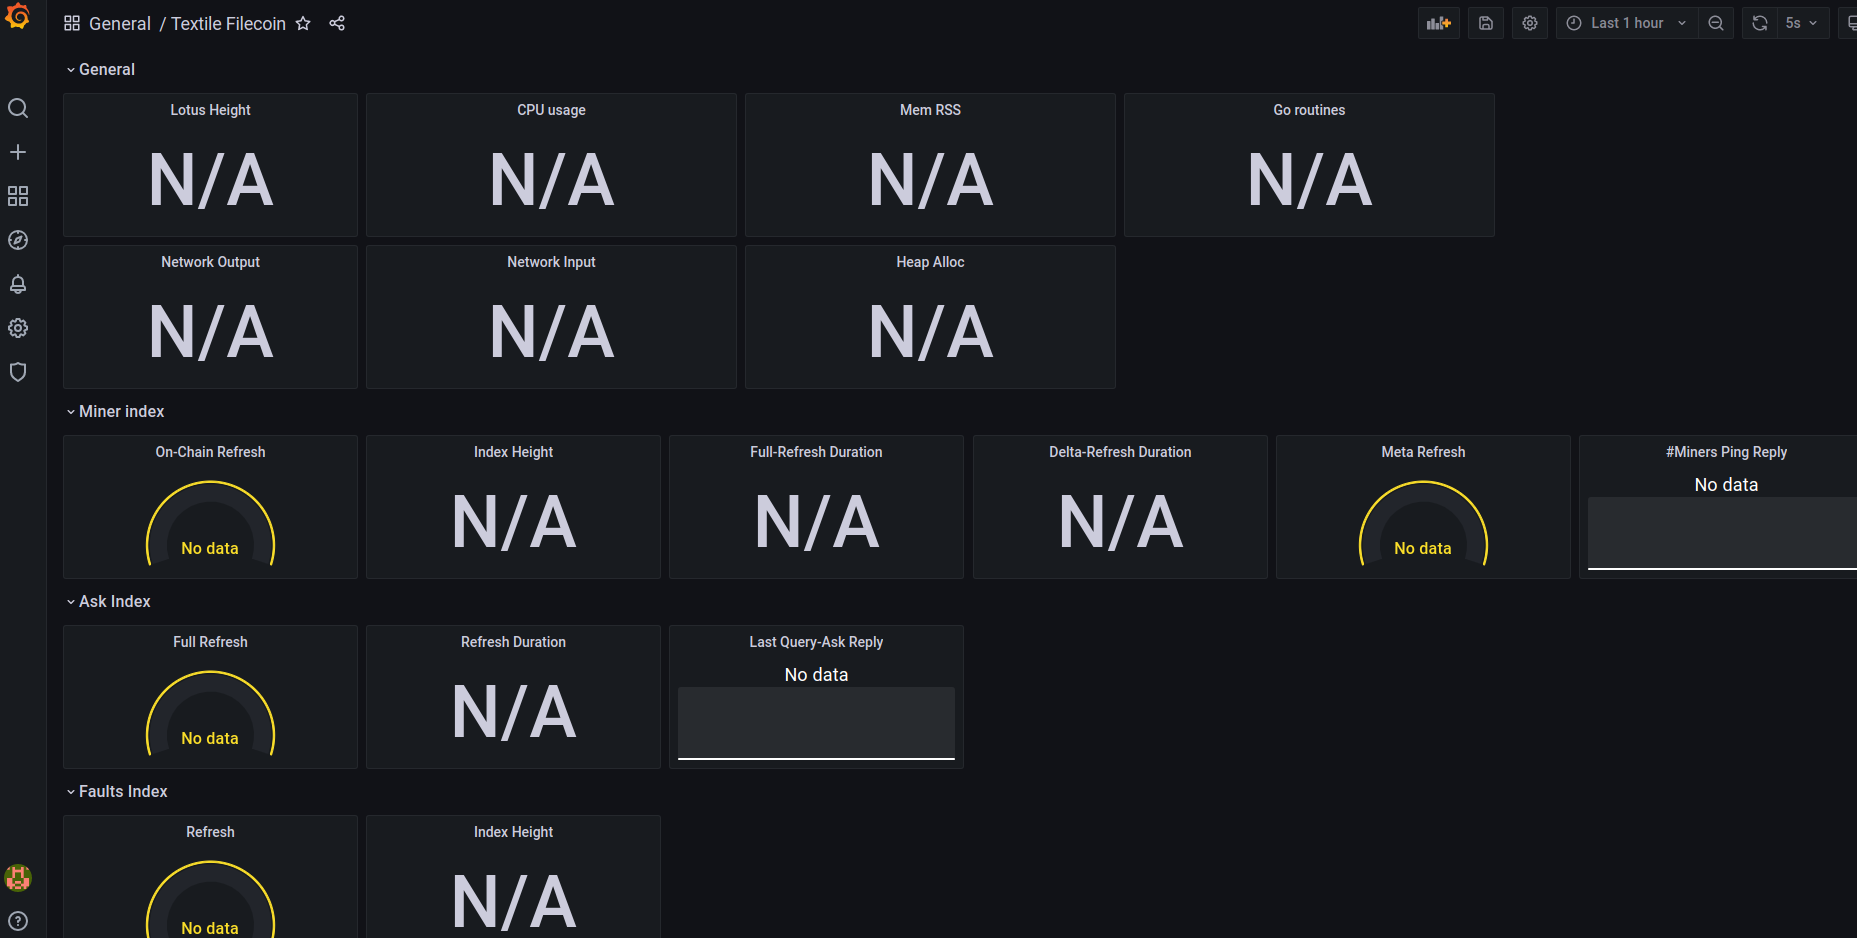 General / Textile Filecoin
Last 1 hour
5s
General
Lotus Height
CPU usage
Mem RSS
Go routines
N/A
N/A
N/A
N/A
Network Output
Network Input
Heap Alloc
N/A
N/A
N/A
Miner index
On-Chain Refresh
Index Height
Full-Refresh Duration
Delta-Refresh Duration
Meta Refresh
#Miners Ping Reply
No data
N/A
N/A
N/A
No data
No data
Ask Index
Full Refresh
Refresh Duration
Last Query-Ask Reply
No data
N/A
No data
Faults Index
Refresh
Index Height
No data
N/A